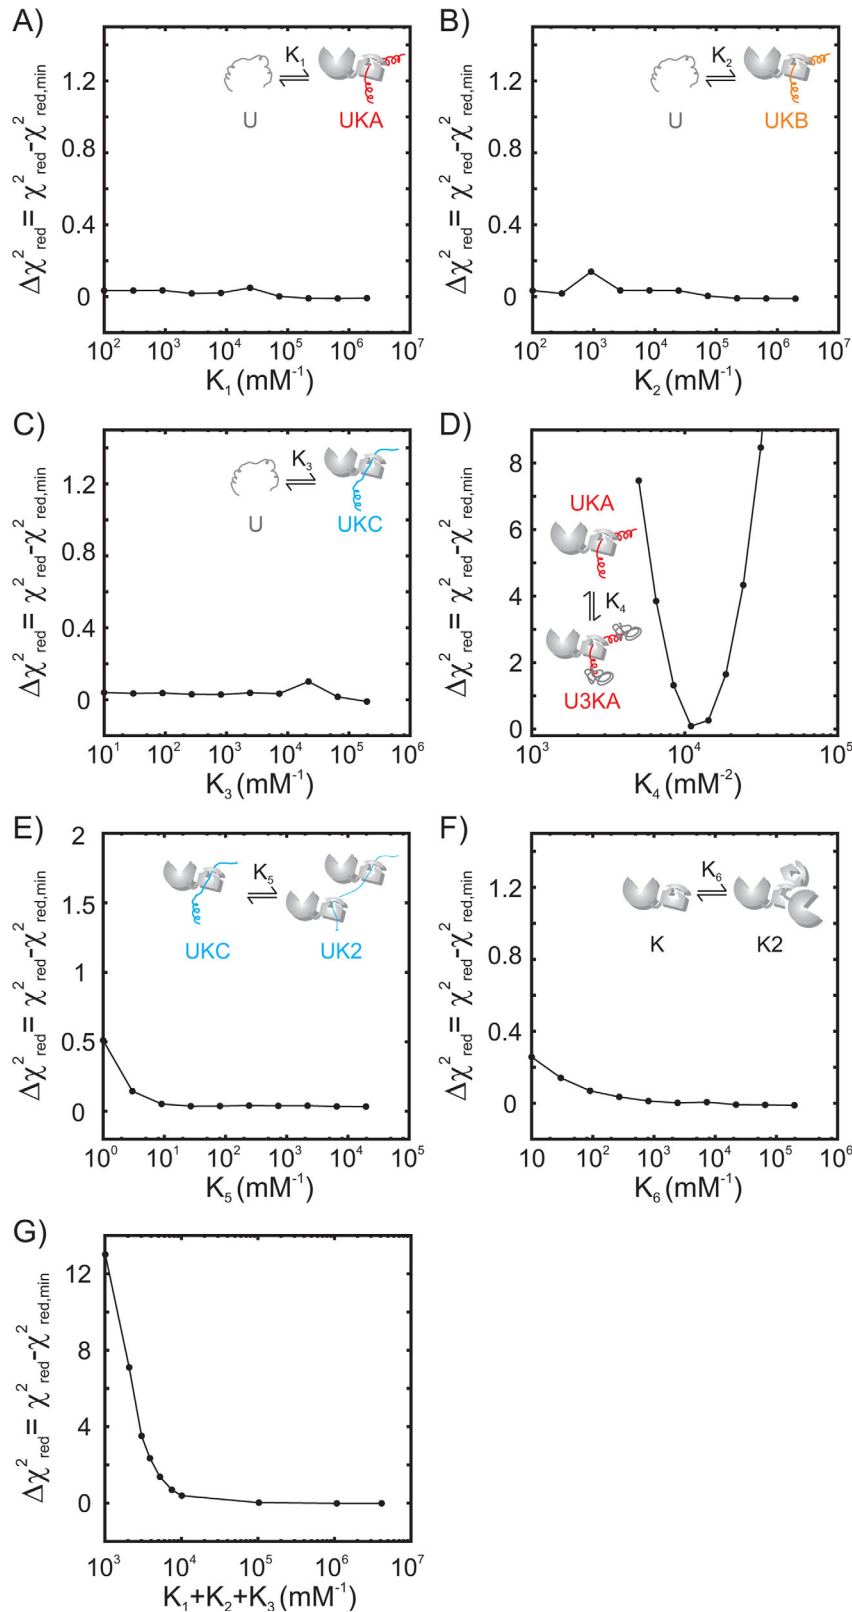 A)
Δχ²red = χ²red-χ²red,min
1.2
0.8
0.4
0
10² 10³ 10⁴ 10⁵ 10⁶ 10⁷
K₁ (mM⁻¹)
K₁
U
UKA
B)
Δχ²red = χ²red-χ²red,min
1.2
0.8
0.4
0
10² 10³ 10⁴ 10⁵ 10⁶ 10⁷
K₂ (mM⁻¹)
K₂
U
UKB
C)
Δχ²red = χ²red-χ²red,min
1.2
0.8
0.4
0
10¹ 10² 10³ 10⁴ 10⁵ 10⁶
K₃ (mM⁻¹)
K₃
U
UKC
D)
Δχ²red = χ²red-χ²red,min
8
6
4
2
0
10³ 10⁴ 10⁵
K₄ (mM⁻²)
UKA
K₄
U3KA
E)
Δχ²red = χ²red-χ²red,min
2
1.5
1
0.5
0
10⁰ 10¹ 10² 10³ 10⁴ 10⁵
K₅ (mM⁻¹)
K₅
UKC
UK2
F)
Δχ²red = χ²red-χ²red,min
1.2
0.8
0.4
0
10 10² 10³ 10⁴ 10⁵ 10⁶
K₆ (mM⁻¹)
K₆
K
K2
G)
Δχ²red = χ²red-χ²red,min
12
8
4
0
10³ 10⁴ 10⁵ 10⁶ 10⁷
K₁+K₂+K₃ (mM⁻¹)